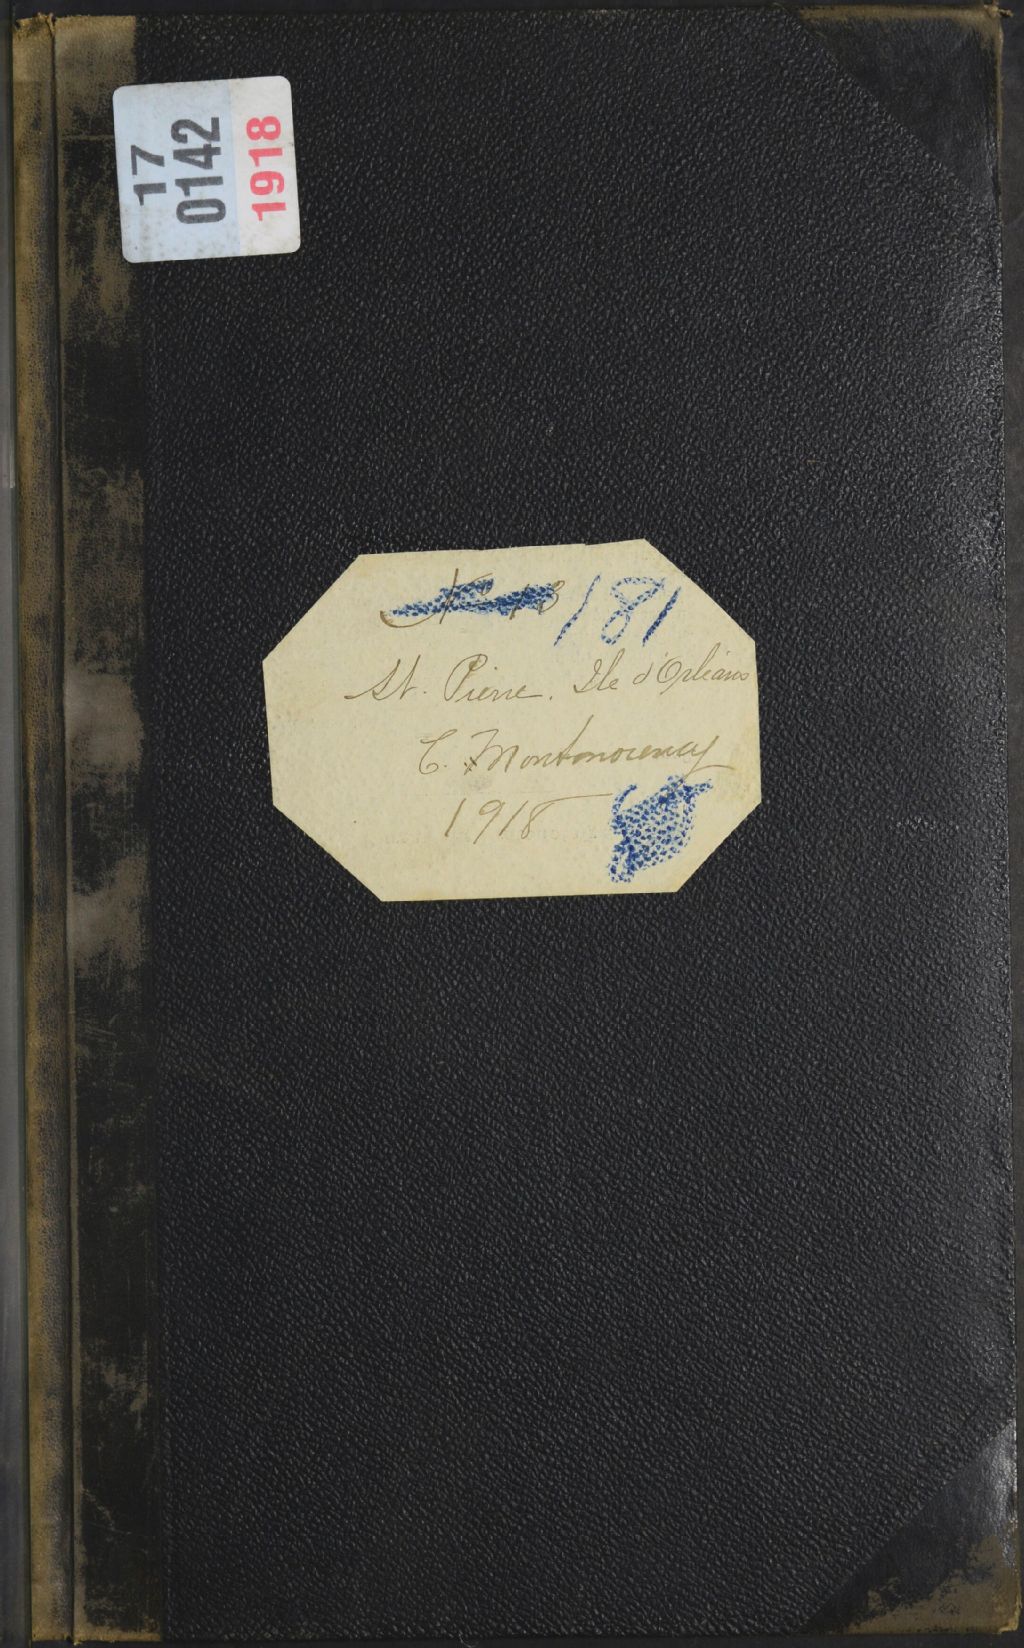 17
0142
1918
181
St. Pierre. Ile d'Orléans
C. Montmorency
1918